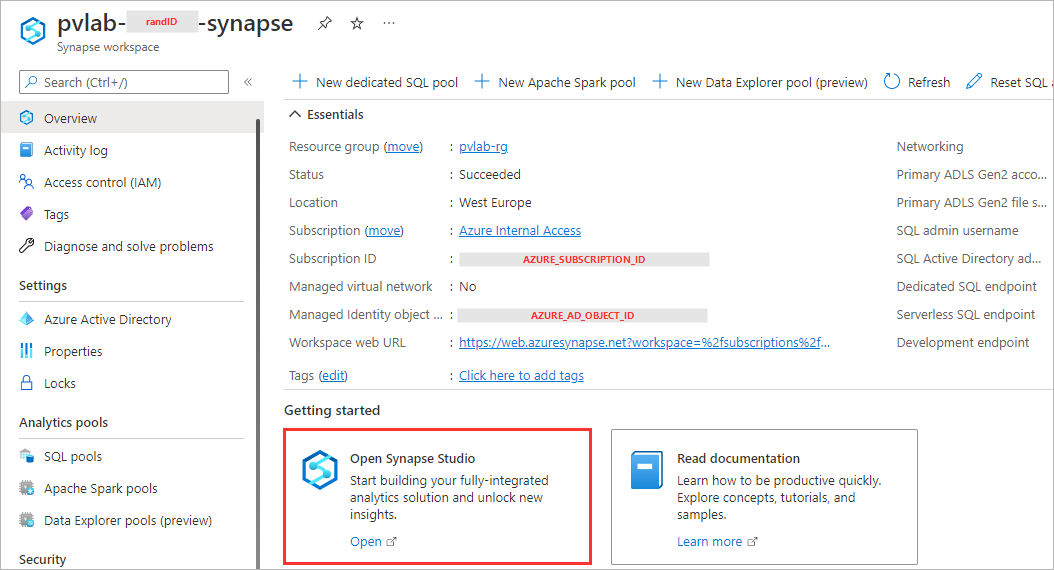 pvlab- randID -synapse
Synapse workspace
Search (Ctrl+/)
Overview
Activity log
Access control (IAM)
Tags
Diagnose and solve problems
Settings
Azure Active Directory
Properties
Locks
Analytics pools
SQL pools
Apache Spark pools
Data Explorer pools (preview)
Security
New dedicated SQL pool
New Apache Spark pool
New Data Explorer pool (preview)
Refresh
Reset SQL a
Essentials
Resource group (move) : pvlab-rg
Status : Succeeded
Location : West Europe
Subscription (move) : Azure Internal Access
Subscription ID : AZURE_SUBSCRIPTION_ID
Managed virtual network : No
Managed Identity object ... : AZURE_AD_OBJECT_ID
Workspace web URL : https://web.azuresynapse.net?workspace=%2fsubscriptions%2f...
Tags (edit) : Click here to add tags
Networking
Primary ADLS Gen2 acco...
Primary ADLS Gen2 file s...
SQL admin username
SQL Active Directory ad...
Dedicated SQL endpoint
Serverless SQL endpoint
Development endpoint
Getting started
Open Synapse Studio
Start building your fully-integrated
analytics solution and unlock new
insights.
Open
Read documentation
Learn how to be productive quickly.
Explore concepts, tutorials, and
samples.
Learn more